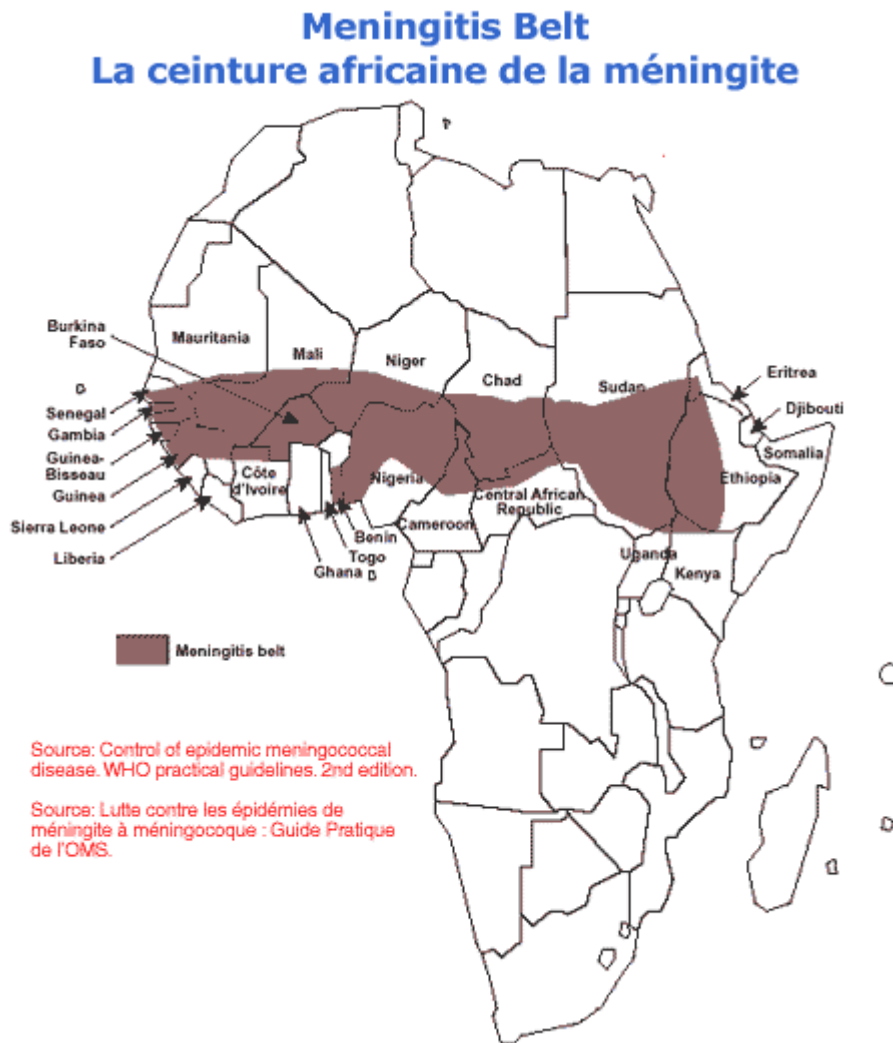 Meningitis Belt
La ceinture africaine de la méningite
Burkina
Faso
Mauritania
Mali
Niger
Chad
Sudan
Eritrea
Djibouti
Somalia
Senegal
Gambia
Guinea-
Bisseau
Guinea
Sierra Leone
Liberia
Côte
d'Ivoire
Nigeria
Central African
Republic
Ethiopia
Cameroon
Benin
Togo
Ghana
Uganda
Kenya
Meningitis belt
Source: Control of epidemic meningococcal
disease. WHO practical guidelines. 2nd edition.
Source: Lutte contre les épidémies de
méningite à méningocoque : Guide Pratique
de l'OMS.